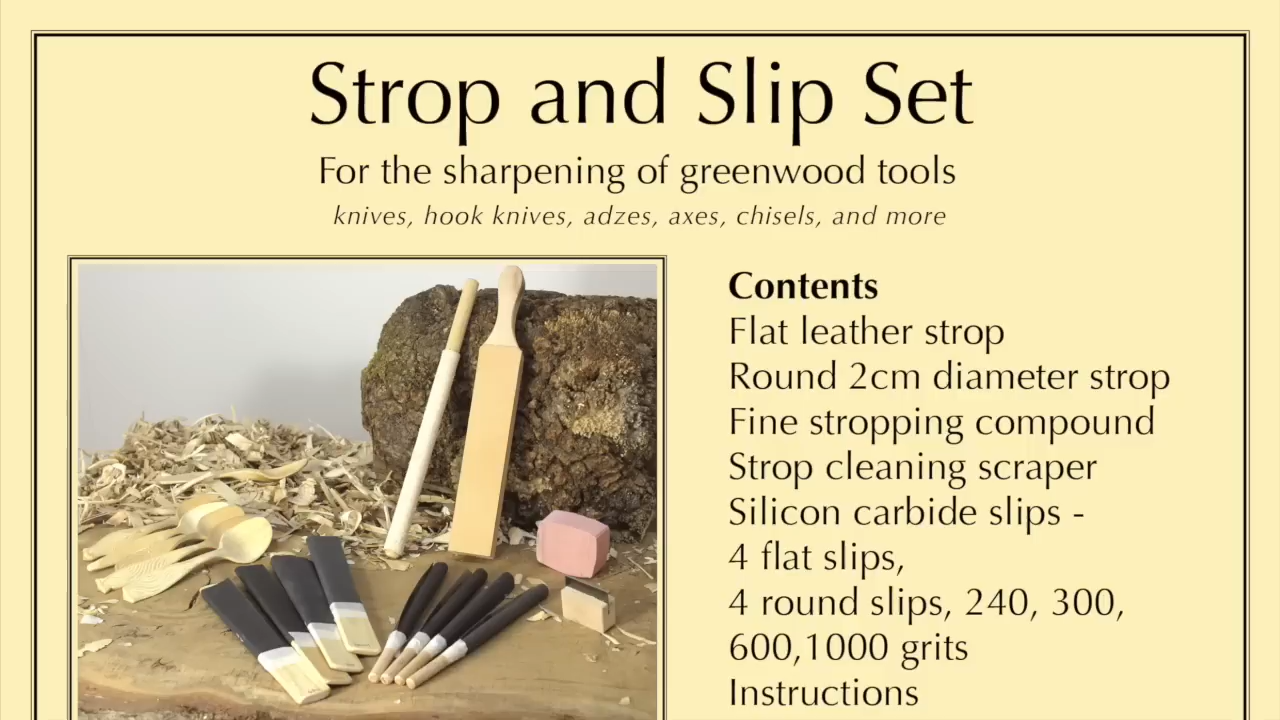 Strop and Slip Set
For the sharpening of greenwood tools
knives, hook knives, adzes, axes, chisels, and more
Contents
Flat leather strop
Round 2cm diameter strop
Fine stropping compound
Strop cleaning scraper
Silicon carbide slips -
4 flat slips,
4 round slips, 240, 300,
600,1000 grits
Instructions